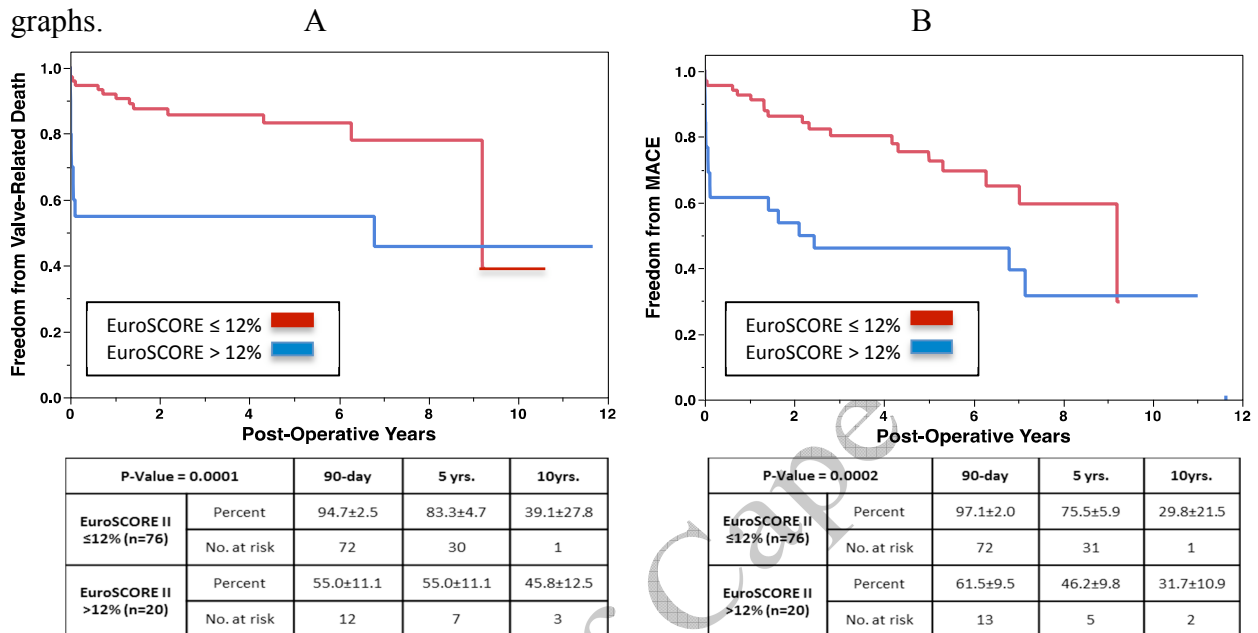 graphs. A B
Freedom from Valve-Related Death
1.0
0.8
0.6
0.4
0.2
0.0
EuroSCORE ≤ 12%
EuroSCORE > 12%
0 2 4 6 8 10 12
Post-Operative Years
P-Value = 0.0001 90-day 5 yrs. 10yrs.
EuroSCORE II ≤12% (n=76) Percent 94.7±2.5 83.3±4.7 39.1±27.8
No. at risk 72 30 1
EuroSCORE II >12% (n=20) Percent 55.0±11.1 55.0±11.1 45.8±12.5
No. at risk 12 7 3
Freedom from MACE
1.0
0.8
0.6
0.4
0.2
0.0
EuroSCORE ≤ 12%
EuroSCORE > 12%
0 2 4 6 8 10 12
Post-Operative Years
P-Value = 0.0002 90-day 5 yrs. 10yrs.
EuroSCORE II ≤12% (n=76) Percent 97.1±2.0 75.5±5.9 29.8±21.5
No. at risk 72 31 1
EuroSCORE II >12% (n=20) Percent 61.5±9.5 46.2±9.8 31.7±10.9
No. at risk 13 5 2
Cape